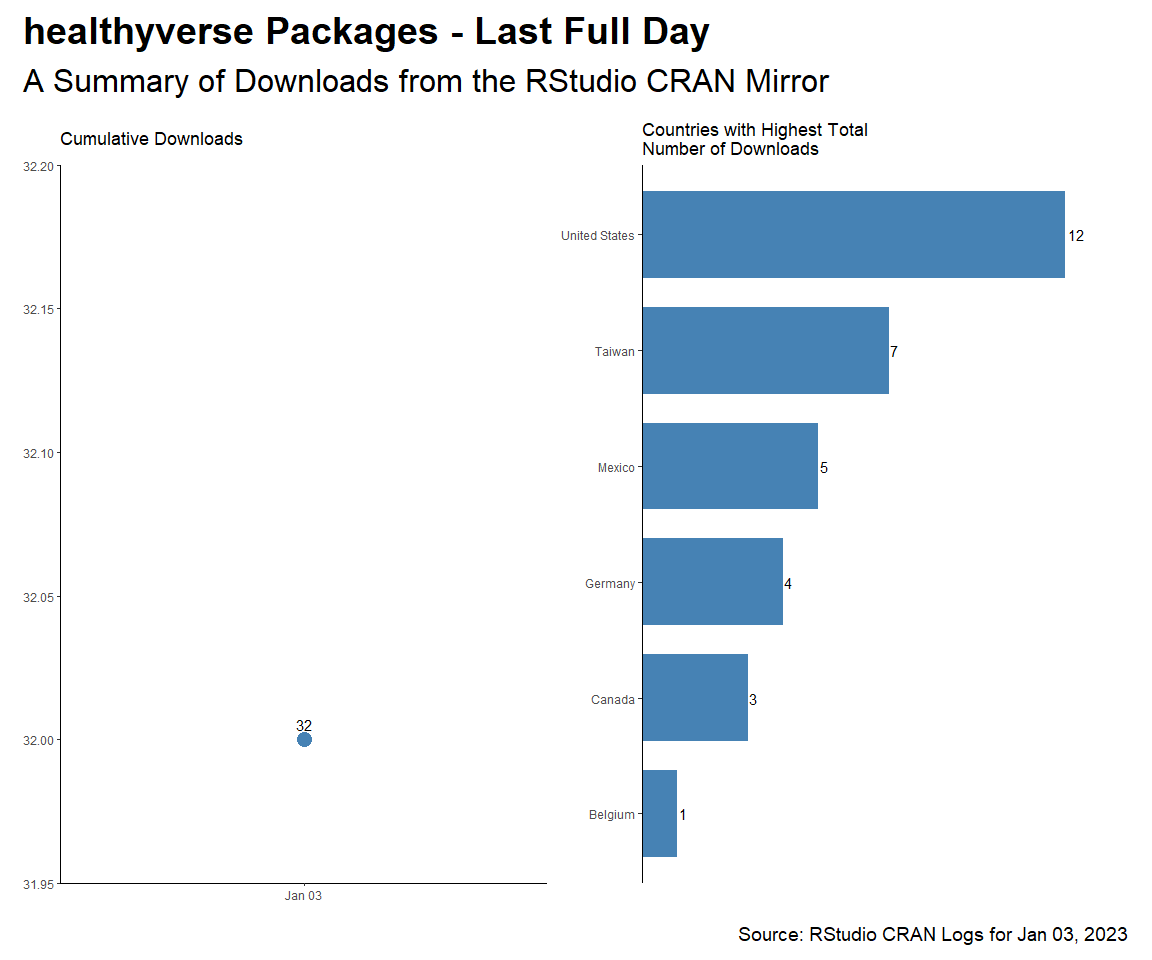 healthyverse Packages - Last Full Day
A Summary of Downloads from the RStudio CRAN Mirror
Cumulative Downloads
32.20
32.15
32.10
32.05
32.00
31.95
32
Jan 03
Countries with Highest Total
Number of Downloads
United States
12
Taiwan
7
Mexico
5
Germany
4
Canada
3
Belgium
1
Source: RStudio CRAN Logs for Jan 03, 2023